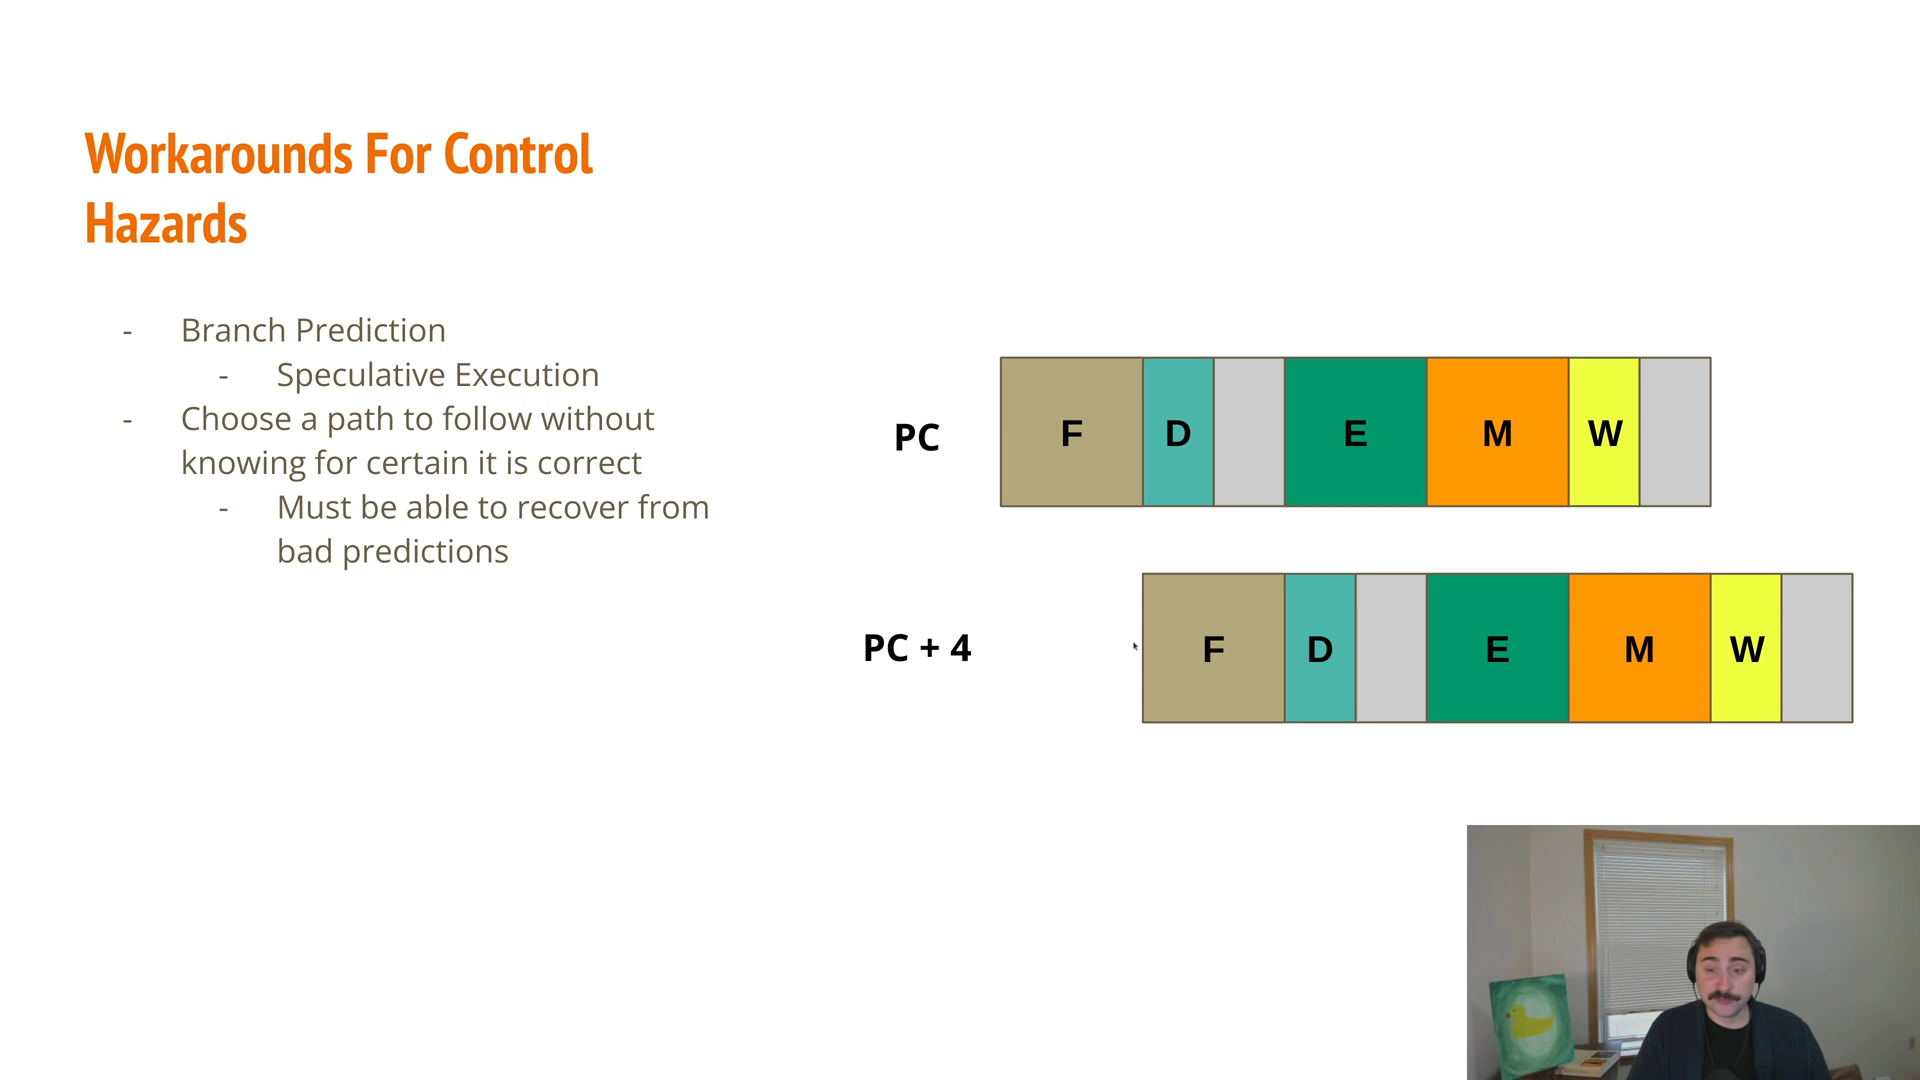 Workarounds For Control
Hazards
- Branch Prediction
- Speculative Execution
- Choose a path to follow without
knowing for certain it is correct
- Must be able to recover from
bad predictions
PC
F D E M W
PC + 4
F D E M W